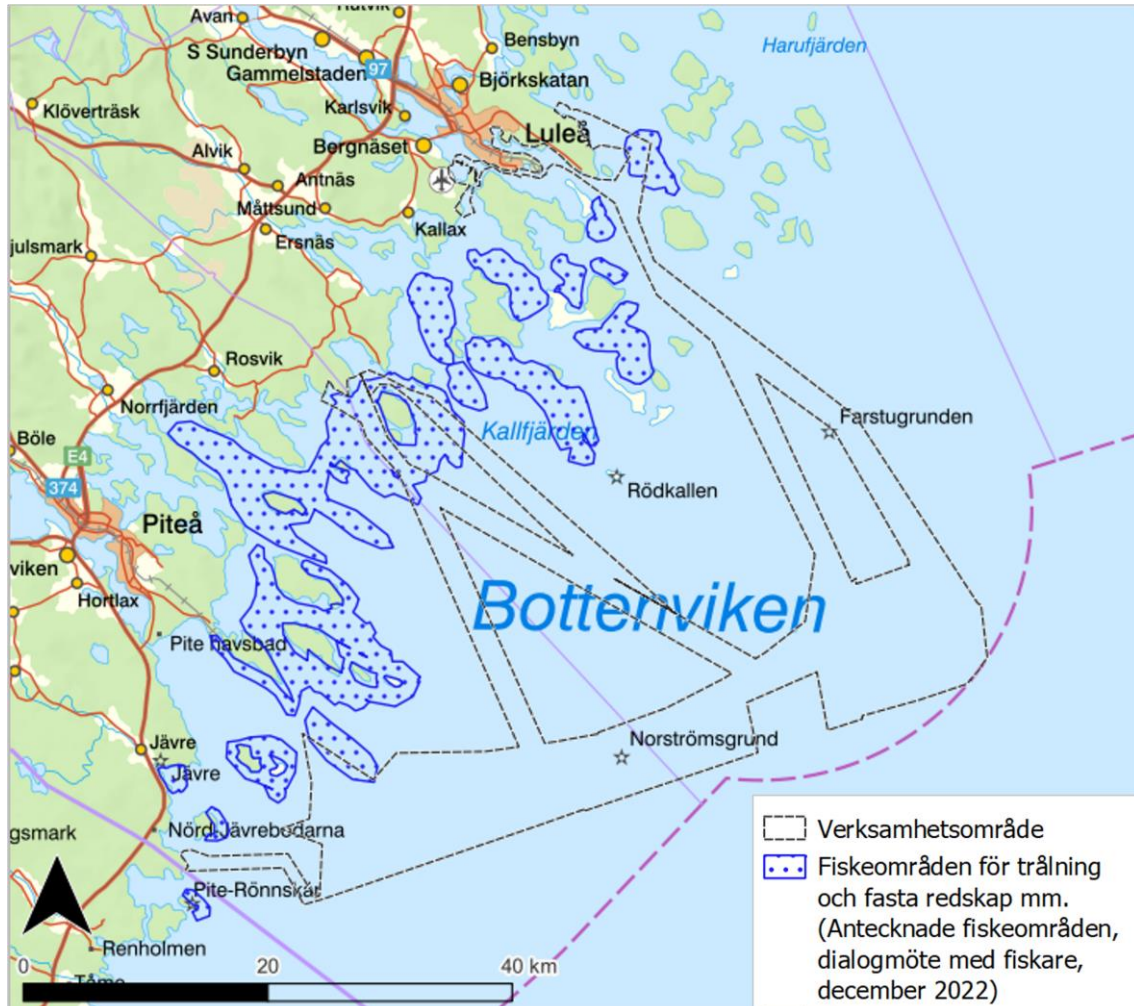 Avan
Rutvik
S Sunderbyn
Bensbyn
Harufjärden
Gammelstaden
97
Björkskatan
Klöverträsk
Karlsvik
Luleå
Bergnäset
Alvik
Antnäs
Måttsund
Kallax
Ersnäs
julsmark
Rosvik
Norrfjärden
Farstugrunden
Kallfjärden
Böle
E4
374
Rödkallen
Piteå
viken
Hortlax
Bottenviken
Pite havsbad
Jävre
Norströmsgrund
Jävre
gsmark
Nörd-Jävrebodarna
Pite-Rönnskär
Renholmen
0
20
40 km
Verksamhetsområde
Fiskeområden för trålning
och fasta redskap mm.
(Antecknade fiskeområden,
dialogmöte med fiskare,
december 2022)